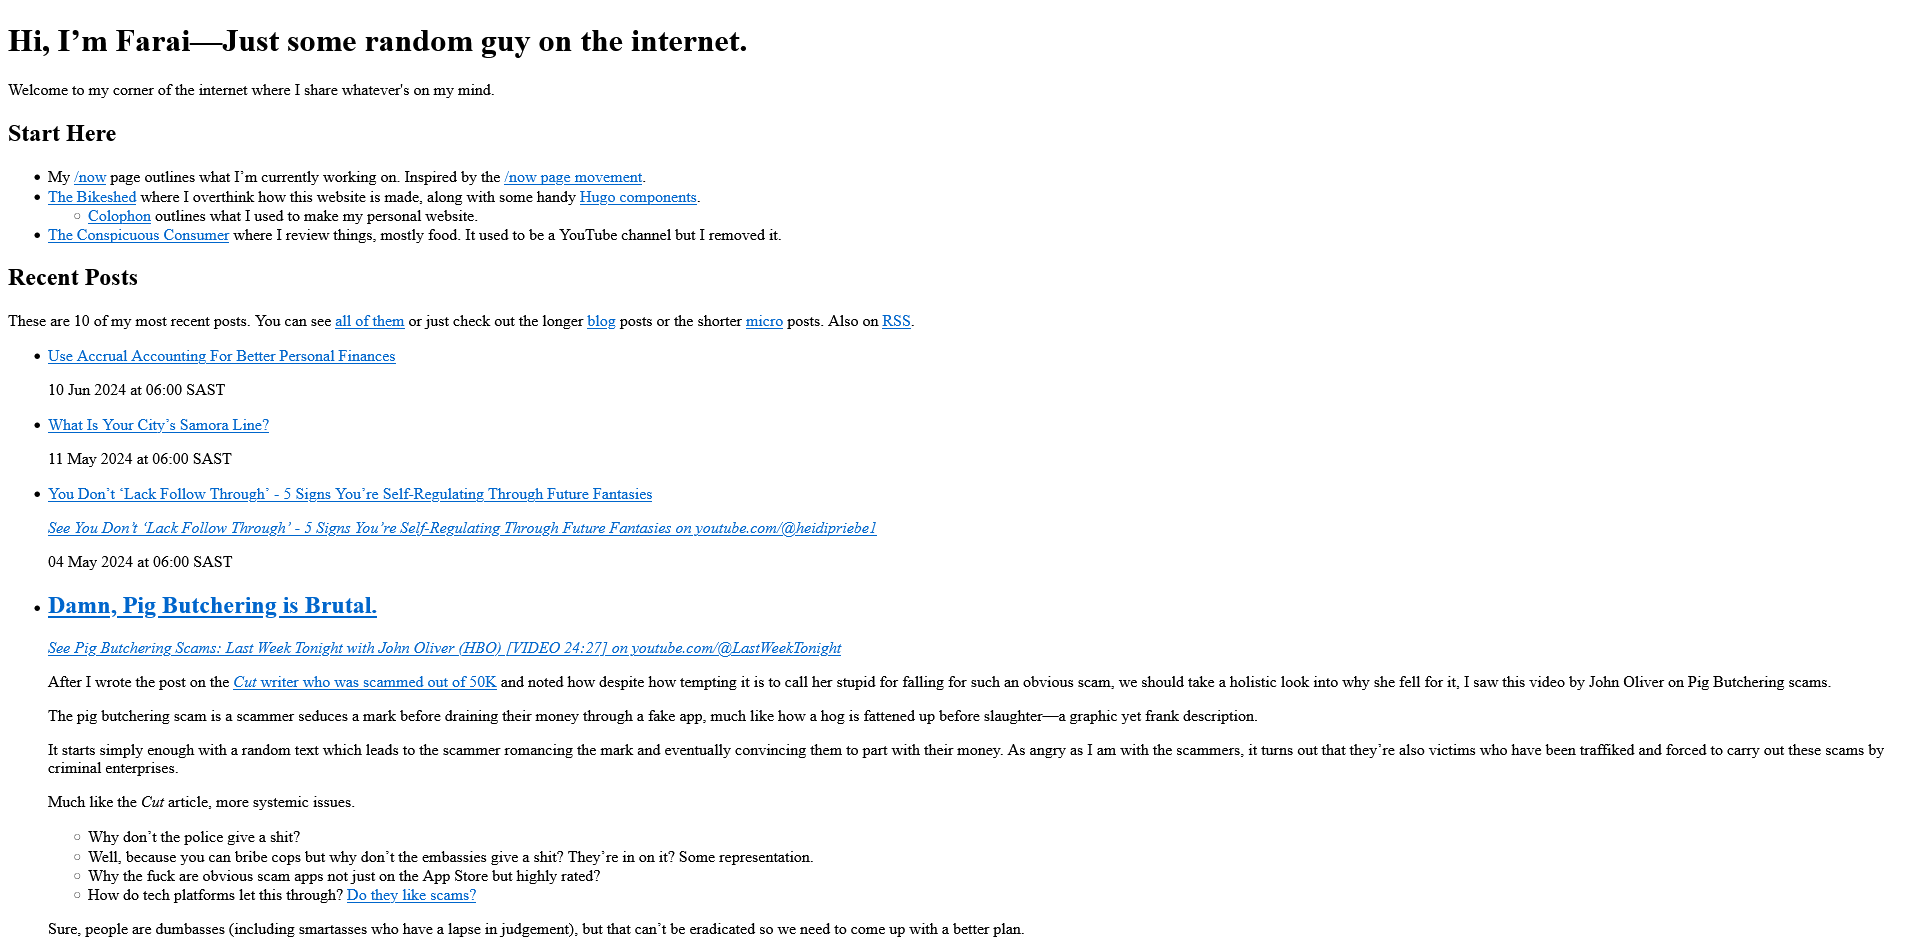 Hi, I’m Farai—Just some random guy on the internet.
Welcome to my corner of the internet where I share whatever's on my mind.
Start Here
My /now page outlines what I’m currently working on. Inspired by the /now page movement.
The Bikeshed where I overthink how this website is made, along with some handy Hugo components.
Colophon outlines what I used to make my personal website.
The Conspicuous Consumer where I review things, mostly food. It used to be a YouTube channel but I removed it.
Recent Posts
These are 10 of my most recent posts. You can see all of them or just check out the longer blog posts or the shorter micro posts. Also on RSS.
Use Accrual Accounting For Better Personal Finances
10 Jun 2024 at 06:00 SAST
What Is Your City’s Samora Line?
11 May 2024 at 06:00 SAST
You Don’t ‘Lack Follow Through’ - 5 Signs You’re Self-Regulating Through Future Fantasies
See You Don’t ‘Lack Follow Through’ - 5 Signs You’re Self-Regulating Through Future Fantasies on youtube.com/@heidipriebe1
04 May 2024 at 06:00 SAST
Damn, Pig Butchering is Brutal.
See Pig Butchering Scams: Last Week Tonight with John Oliver (HBO) [VIDEO 24:27] on youtube.com/@LastWeekTonight
After I wrote the post on the Cut writer who was scammed out of 50K and noted how despite how tempting it is to call her stupid for falling for such an obvious scam, we should take a holistic look into why she fell for it, I saw this video by John Oliver on Pig Butchering scams.
The pig butchering scam is a scammer seduces a mark before draining their money through a fake app, much like how a hog is fattened up before slaughter—a graphic yet frank description.
It starts simply enough with a random text which leads to the scammer romancing the mark and eventually convincing them to part with their money. As angry as I am with the scammers, it turns out that they’re also victims who have been traffiked and forced to carry out these scams by
criminal enterprises.
Much like the Cut article, more systemic issues.
Why don’t the police give a shit?
Well, because you can bribe cops but why don’t the embassies give a shit? They’re in on it? Some representation.
Why the fuck are obvious scam apps not just on the App Store but highly rated?
How do tech platforms let this through? Do they like scams?
Sure, people are dumbasses (including smartasses who have a lapse in judgement), but that can’t be eradicated so we need to come up with a better plan.